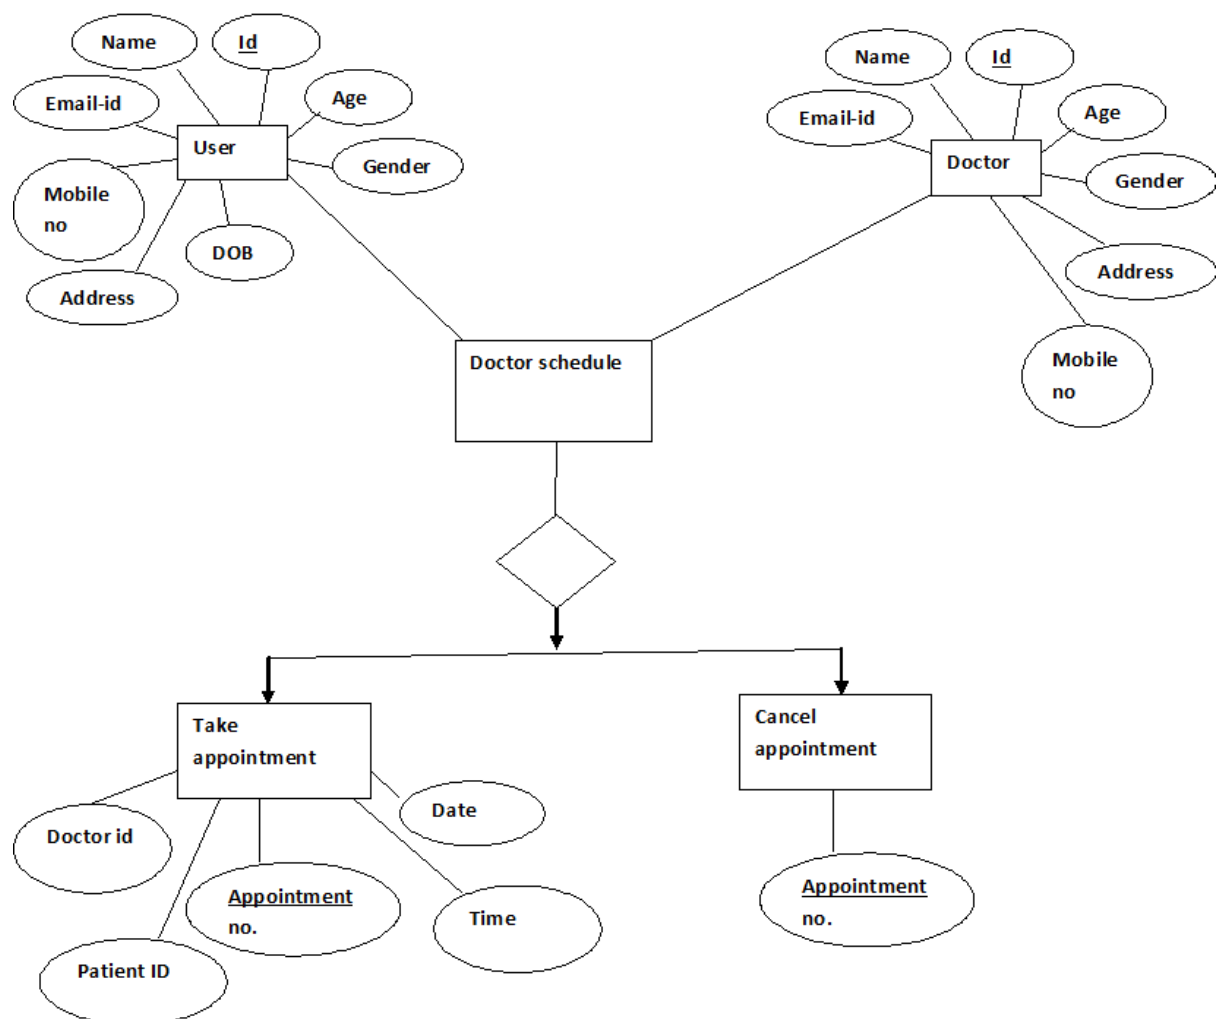 Name
Id
Email-id
Age
User
Gender
Mobile
no
DOB
Address
Name
Id
Email-id
Age
Doctor
Gender
Address
Mobile
no
Doctor schedule
Take
appointment
Cancel
appointment
Doctor id
Date
Appointment
no.
Time
Patient ID
Appointment
no.